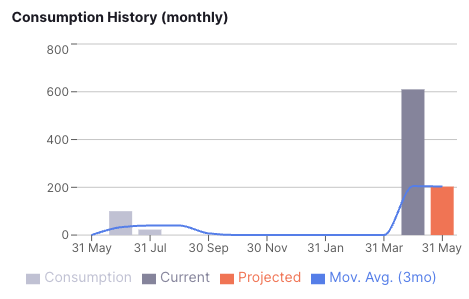 Consumption History (monthly)
800
600
400
200
0
31 May 31 Jul 30 Sep 30 Nov 31 Jan 31 Mar 31 May
Consumption Current Projected Mov. Avg. (3mo)